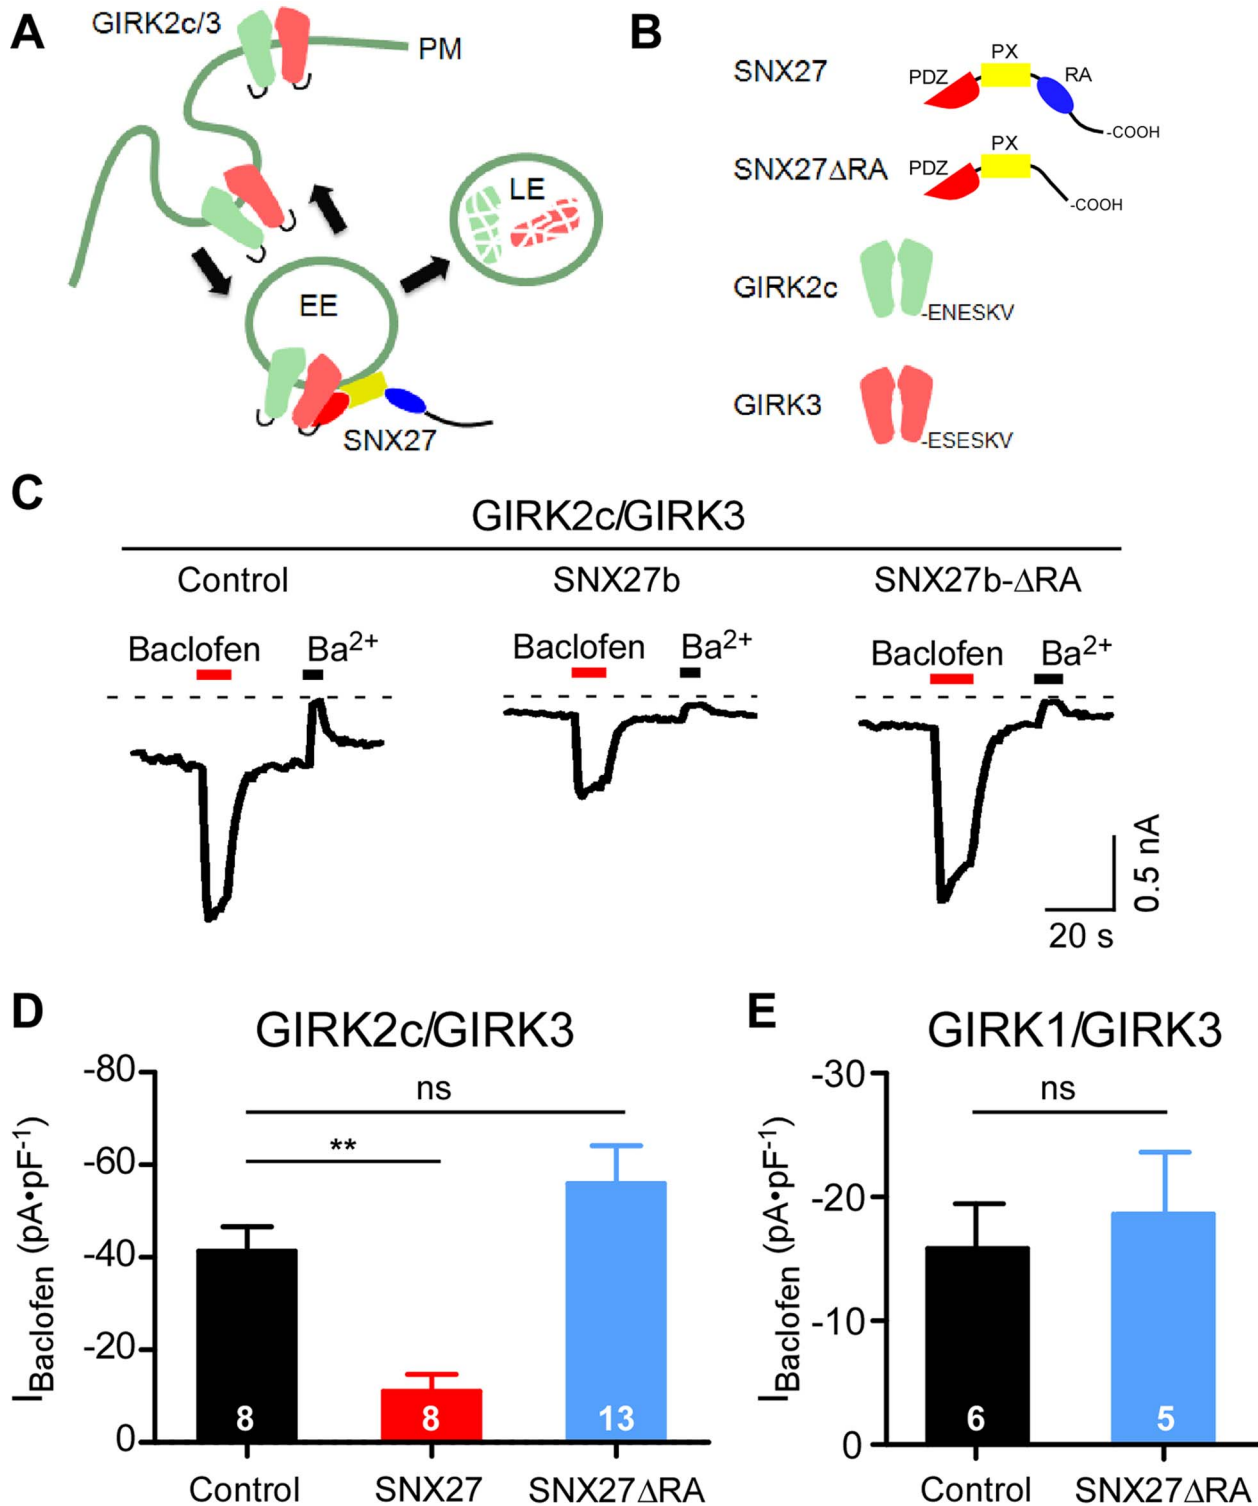 A
GIRK2c/3
PM
LE
EE
SNX27
B
SNX27
PDZ
PX
RA
-COOH
SNX27ΔRA
PDZ
PX
-COOH
GIRK2c
-ENESKV
GIRK3
-ESESKV
C
GIRK2c/GIRK3
Control
SNX27b
SNX27b-ΔRA
Baclofen
Ba2+
Baclofen
Ba2+
Baclofen
Ba2+
0.5 nA
20 s
D
GIRK2c/GIRK3
IBaclofen (pA•pF-1)
-80
-60
-40
-20
0
ns
**
8
8
13
Control
SNX27
SNX27ΔRA
E
GIRK1/GIRK3
IBaclofen (pA•pF-1)
-30
-20
-10
0
ns
6
5
Control
SNX27ΔRA